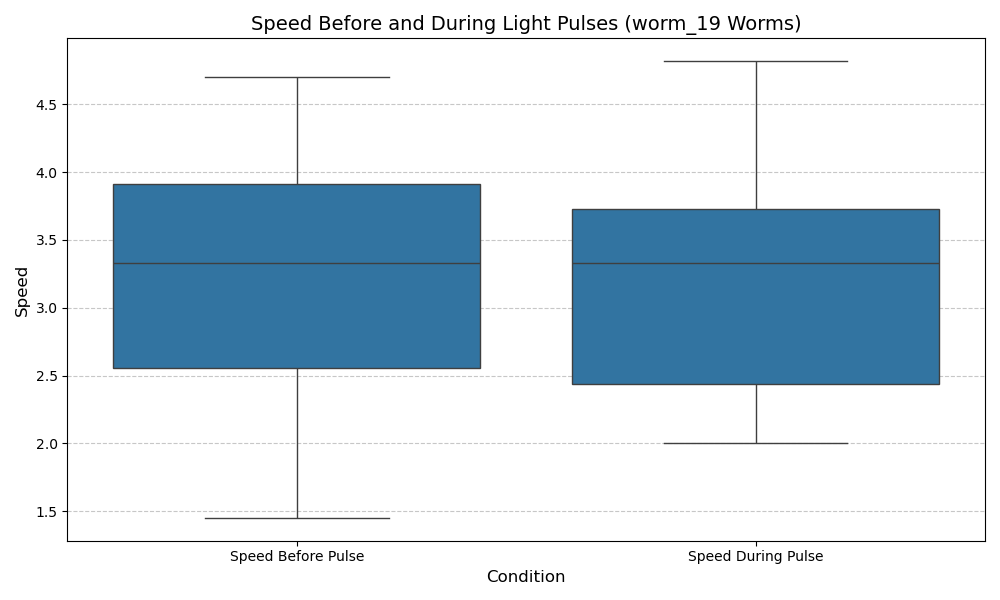 Speed Before and During Light Pulses (worm_19 Worms)
Speed
4.5
4.0
3.5
3.0
2.5
2.0
1.5
Speed Before Pulse
Speed During Pulse
Condition